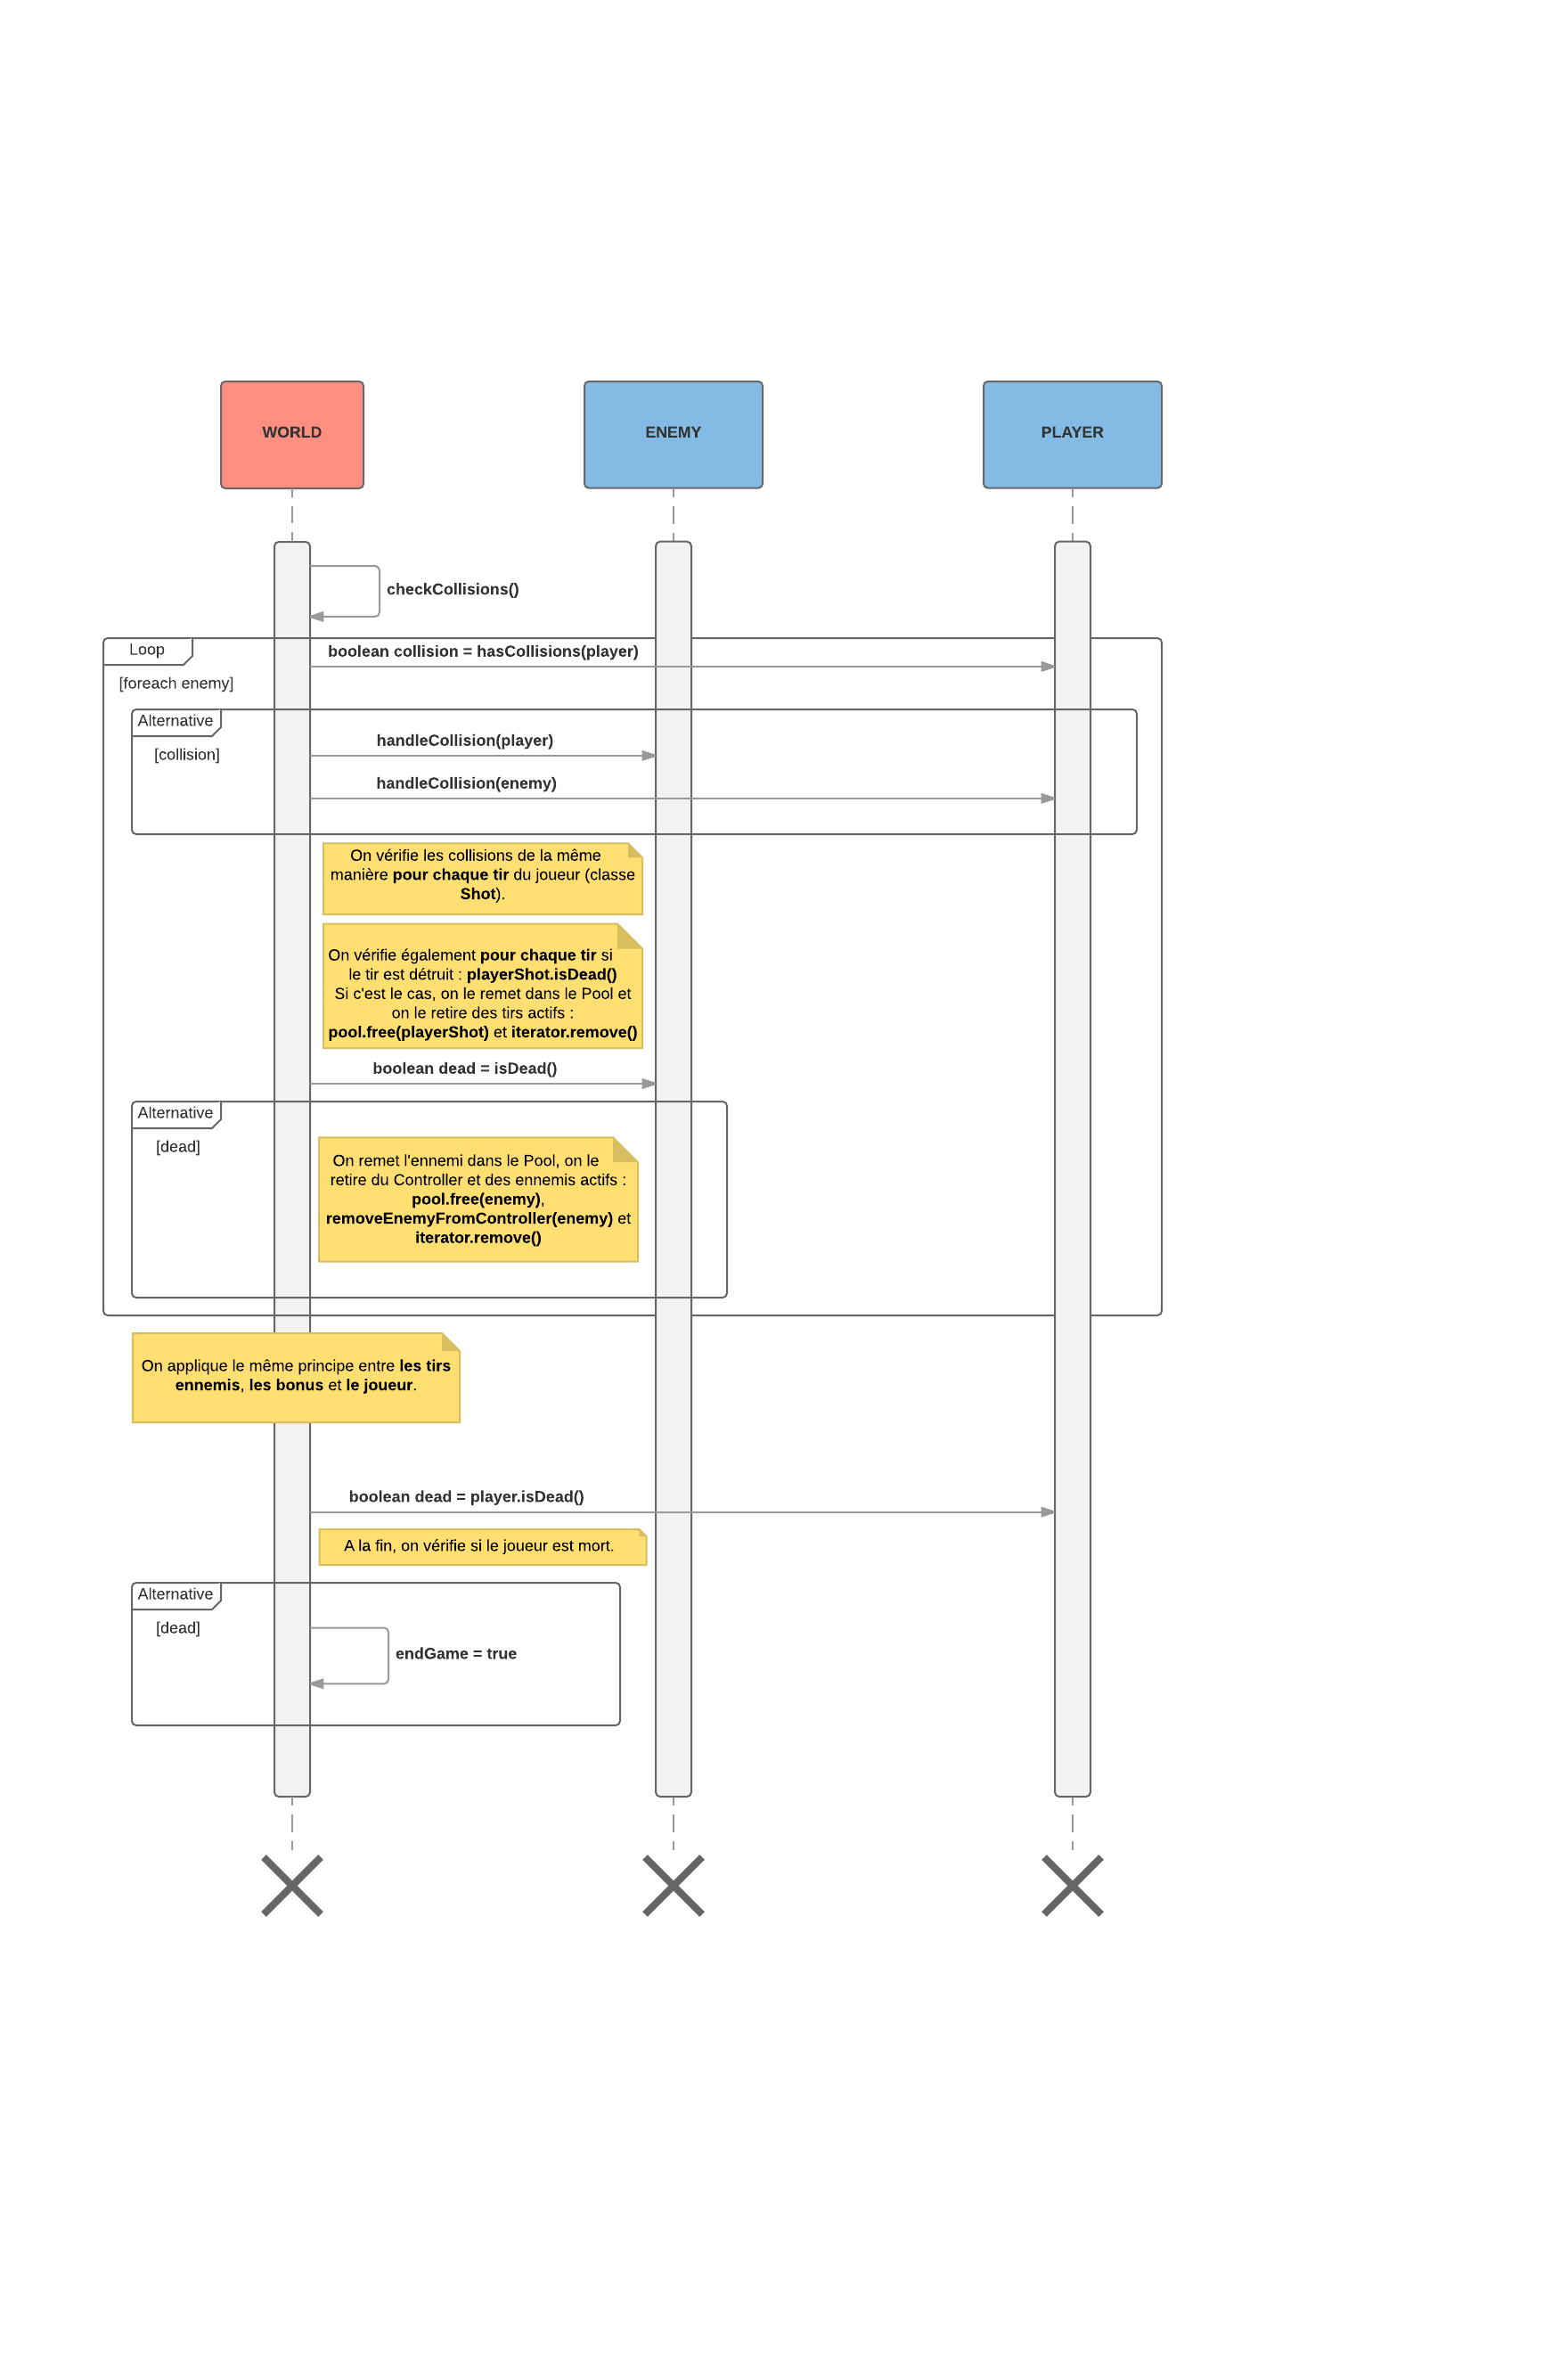 WORLD
ENEMY
PLAYER
checkCollisions()
Loop
boolean collision = hasCollisions(player)
[foreach enemy]
Alternative
handleCollision(player)
[collision]
handleCollision(enemy)
On vérifie les collisions de la même
manière pour chaque tir du joueur (classe
Shot).
On vérifie également pour chaque tir si
le tir est détruit : playerShot.isDead()
Si c'est le cas, on le remet dans le Pool et
on le retire des tirs actifs :
pool.free(playerShot) et iterator.remove()
boolean dead = isDead()
Alternative
[dead]
On remet l'ennemi dans le Pool, on le
retire du Controller et des ennemis actifs :
pool.free(enemy),
removeEnemyFromController(enemy) et
iterator.remove()
On applique le même principe entre les tirs
ennemis, les bonus et le joueur.
boolean dead = player.isDead()
A la fin, on vérifie si le joueur est mort.
Alternative
[dead]
endGame = true